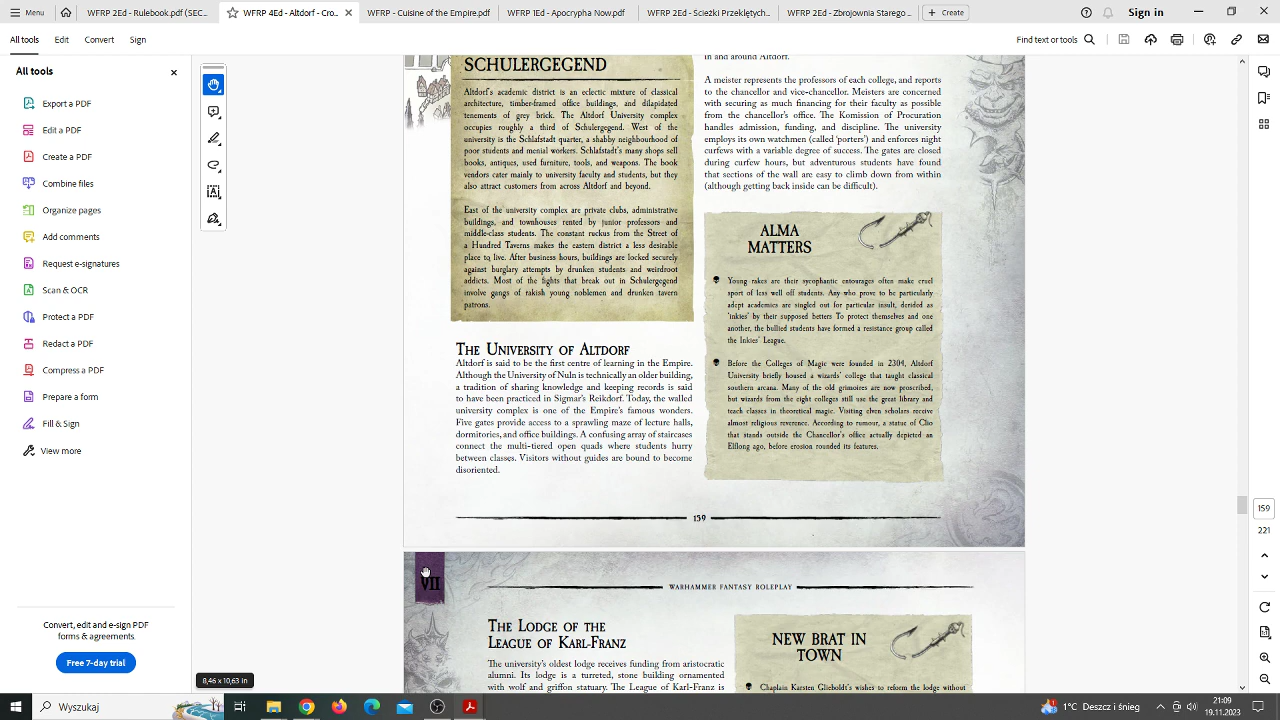 Menu
WFRP 4Ed - Rulebook.pdf (SEC...
WFRP 4Ed - Altdorf - Cro...
WFRP - Cuisine of the Empire.pdf
WFRP 1Ed - Apocrypha Now.pdf
WFRP 2Ed - Scieżki Przeklętych...
WFRP 2Ed - Zbrojownia Starego ...
Create
Sign in
All tools
Edit
Convert
Sign
Find text or tools
All tools
Export a PDF
Edit a PDF
Create a PDF
Combine files
Organize pages
Add comments
Request e-signatures
Scan & OCR
Protect a PDF
Redact a PDF
Compress a PDF
Prepare a form
Fill & Sign
View more
Convert, edit and e-sign PDF
forms & agreements
Free 7-day trial
8,46 x 10,63 in
SCHULERGEGEND
Altdorf's academic district is an eclectic mixture of classical
architecture, timber-framed office buildings, and dilapidated
tenements of grey brick. The Altdorf University complex
occupies roughly a third of Schulergegend. West of the
university is the Schlafstadt quarter, a shabby neighbourhood of
poor students and menial workers. Schlafstadt's many shops sell
books, antiques, used furniture, tools, and weapons. The book
vendors cater mainly to university faculty and students, but they
also attract customers from across Altdorf and beyond.
East of the university complex are private clubs, administrative
buildings, and townhouses rented by junior professors and
middle-class students. The constant ruckus from the Street of
a Hundred Taverns makes the eastern district a less desirable
place to live. After business hours, buildings are locked securely
against burglary attempts by drunken students and weirdroot
addicts. Most of the fights that break out in Schulergegend
involve gangs of rakish young noblemen and drunken tavern
patrons.
THE UNIVERSITY OF ALTDORF
Altdorf is said to be the first centre of learning in the Empire.
Although the University of Nuln is technically an older building,
a tradition of sharing knowledge and keeping records is said
to have been practiced in Sigmar's Reikdorf. Today, the walled
university complex is one of the Empire's famous wonders.
Five gates provide access to a sprawling maze of lecture halls,
dormitories, and office buildings. A confusing array of staircases
connect the multi-tiered open quads where students hurry
between classes. Visitors without guides are bound to become
disoriented.
in and around Altdorf.
A meister represents the professors of each college, and reports
to the chancellor and vice-chancellor. Meisters are concerned
with securing as much financing for their faculty as possible
from the chancellor's office. The Komission of Procuration
handles admission, funding, and discipline. The university
employs its own watchmen (called 'porters') and enforces night
curfews with a variable degree of success. The gates are closed
during curfew hours, but adventurous students have found
that sections of the wall are easy to climb down from within
(although getting back inside can be difficult).
ALMA
MATTERS
Young rakes are their sycophantic entourages often make cruel
sport of less well off students. Any who prove to be particularly
adept academics are singled out for particular insult, derided as
'inkies' by their supposed betters To protect themselves and one
another, the bullied students have formed a resistance group called
the Inkies' League.
Before the Colleges of Magic were founded in 2304, Altdorf
University briefly housed a wizards' college that taught classical
southern arcana. Many of the old grimoires are now proscribed,
but wizards from the eight colleges still use the great library and
teach classes in theoretical magic. Visiting elven scholars receive
almost religious reverence. According to rumour, a statue of Clio
that stands outside the Chancellor's office actually depicted an
Elflong ago, before erosion rounded its features.
159
VII
WARHAMMER FANTASY ROLEPLAY
THE LODGE OF THE
LEAGUE OF KARL-FRANZ
The university's oldest lodge receives funding from aristocratic
alumni. Its lodge is a turreted, stone building ornamented
with wolf and griffon statuary. The League of Karl-Franz is
NEW BRAT IN
TOWN
Chaplain Karsten Glieboldt's wishes to reform the lodge without
159
221
Wyszukaj
1°C Deszcz i śnieg
21:09
19.11.2023